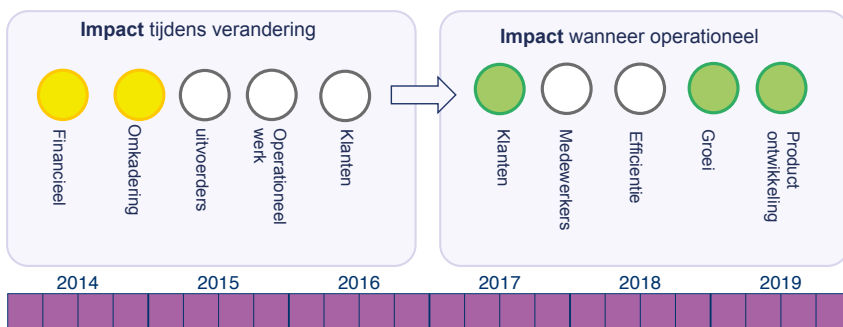 Impact tijdens verandering
Financieel
Omkadering
uitvoerders
Operationeel
werk
Klanten
Impact wanneer operationeel
Klanten
Medewerkers
Efficientie
Groei
Product
ontwikkeling
2014
2015
2016
2017
2018
2019